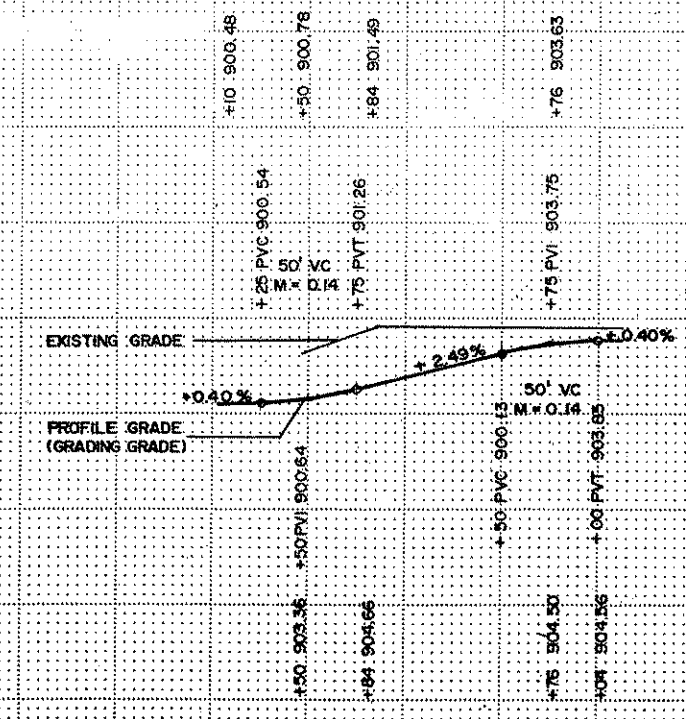 +10 900.48
+50 900.78
+84 901.49
+76 903.63
+25 PVC 900.54
50' VC
M = 0.14
+75 PVT 901.26
+75 PVI 903.75
EXISTING GRADE
+0.40%
+ 2.49%
+0.40%
50' VC
M = 0.14
PROFILE GRADE
(GRADING GRADE)
+50 PVI 900.64
+50 PVC 900.13
+00 PVT 903.85
+50 903.36
+84 904.66
+76 904.50
+04 904.56